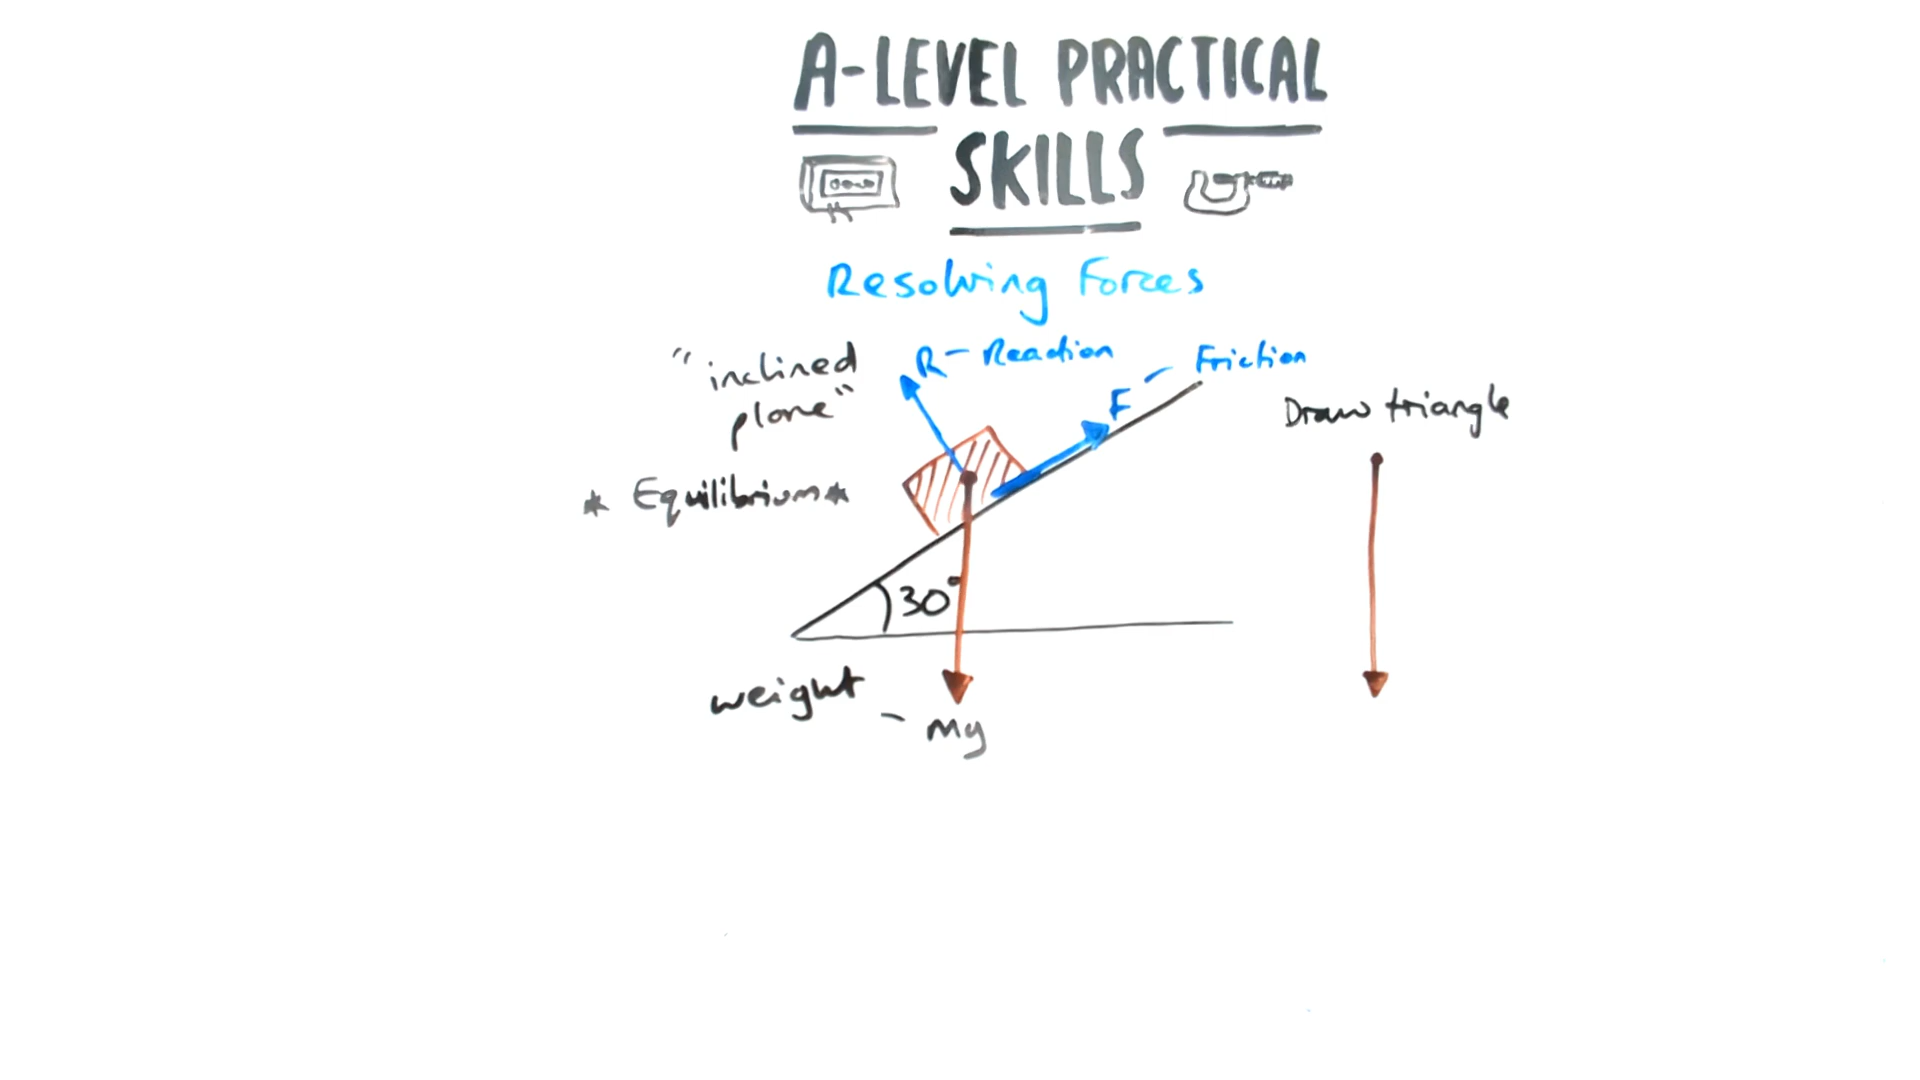 A-LEVEL PRACTICAL
SKILLS
Resolving Forces
"inclined
plane"
R - Reaction
F - Friction
Draw triangle
* Equilibrium *
30°
weight - mg